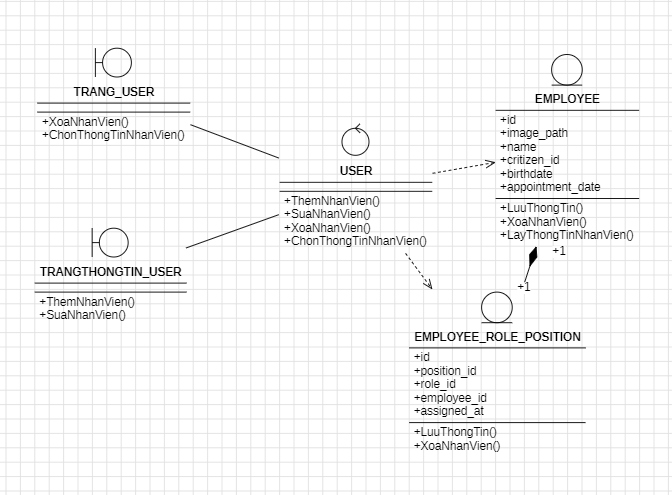 TRANG_USER
+XoaNhanVien()
+ChonThongTinNhanVien()
USER
+ThemNhanVien()
+SuaNhanVien()
+XoaNhanVien()
+ChonThongTinNhanVien()
TRANGTHONGTIN_USER
+ThemNhanVien()
+SuaNhanVien()
EMPLOYEE
+id
+image_path
+name
+critizen_id
+birthdate
+appointment_date
+LuuThongTin()
+XoaNhanVien()
+LayThongTinNhanVien()
+1
+1
EMPLOYEE_ROLE_POSITION
+id
+position_id
+role_id
+employee_id
+assigned_at
+LuuThongTin()
+XoaNhanVien()